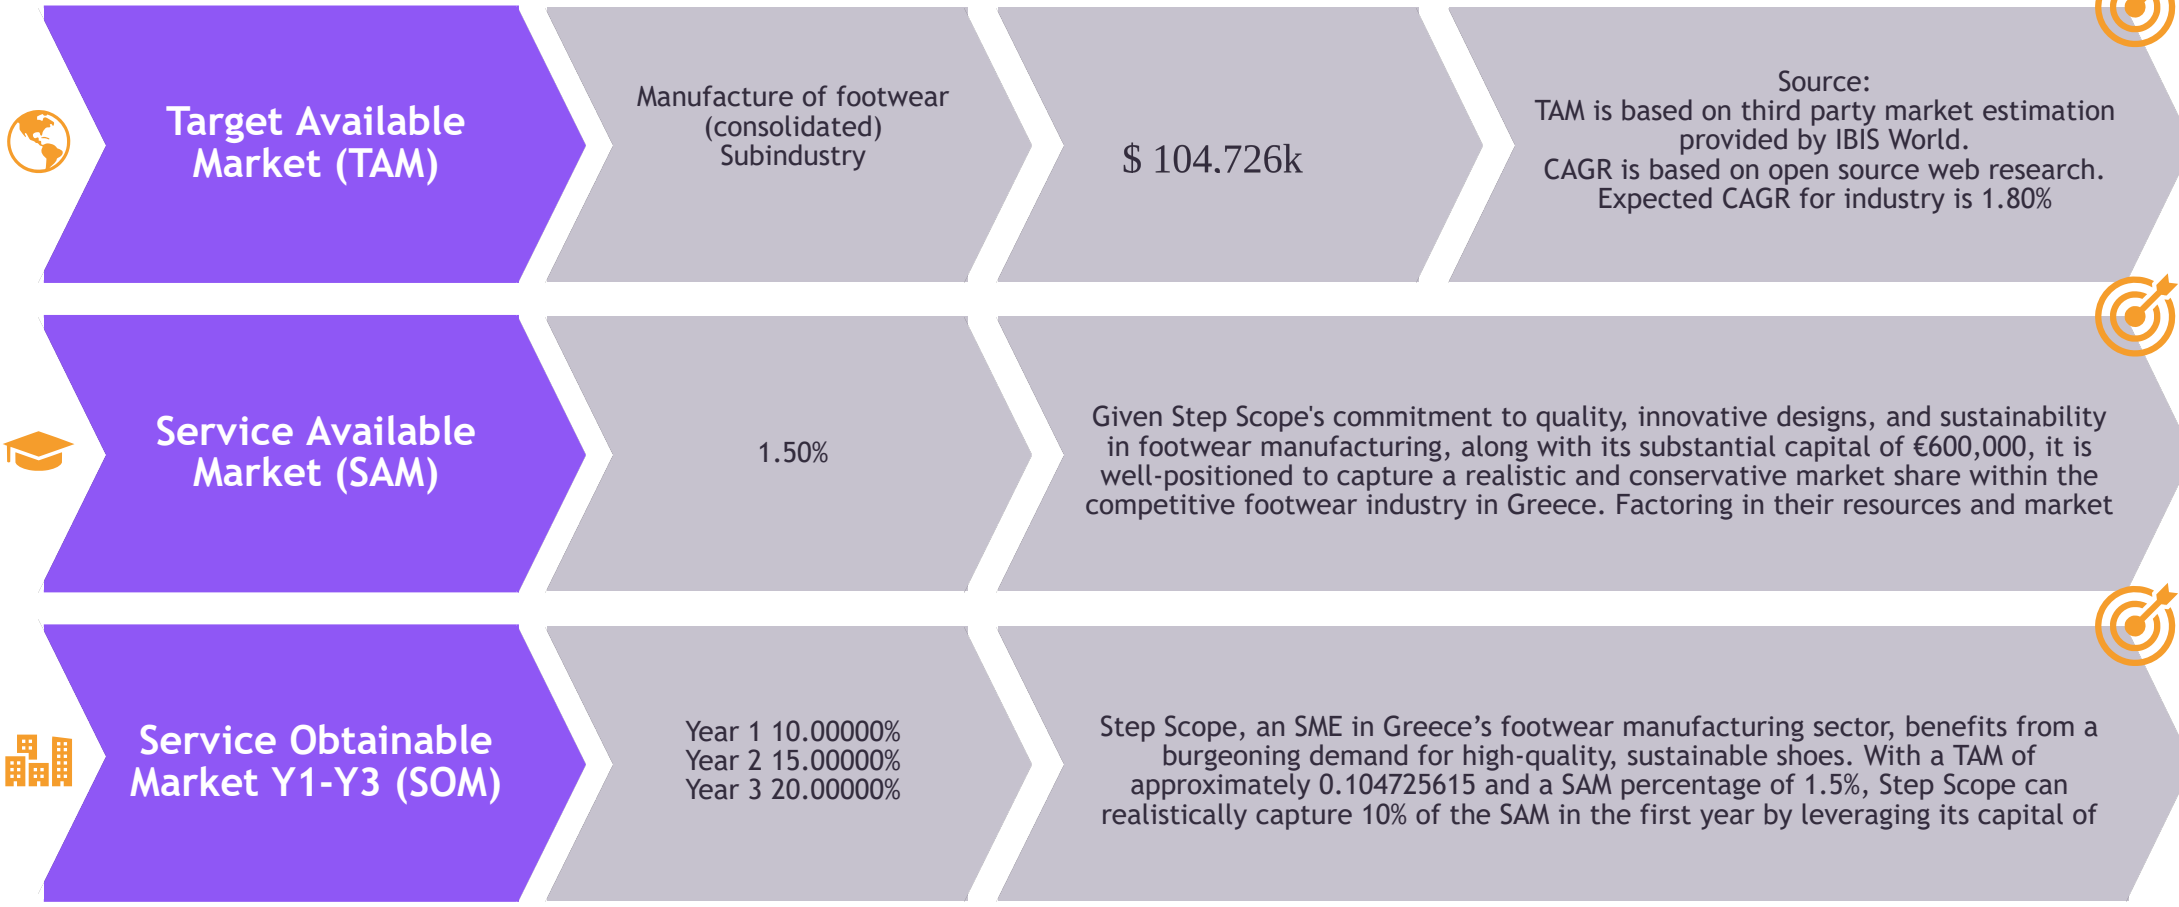 Target Available
Market (TAM)
Manufacture of footwear
(consolidated)
Subindustry
$ 104.726k
Source:
TAM is based on third party market estimation
provided by IBIS World.
CAGR is based on open source web research.
Expected CAGR for industry is 1.80%
Service Available
Market (SAM)
1.50%
Given Step Scope's commitment to quality, innovative designs, and sustainability
in footwear manufacturing, along with its substantial capital of €600,000, it is
well-positioned to capture a realistic and conservative market share within the
competitive footwear industry in Greece. Factoring in their resources and market
Service Obtainable
Market Y1-Y3 (SOM)
Year 1 10.00000%
Year 2 15.00000%
Year 3 20.00000%
Step Scope, an SME in Greece’s footwear manufacturing sector, benefits from a
burgeoning demand for high-quality, sustainable shoes. With a TAM of
approximately 0.104725615 and a SAM percentage of 1.5%, Step Scope can
realistically capture 10% of the SAM in the first year by leveraging its capital of